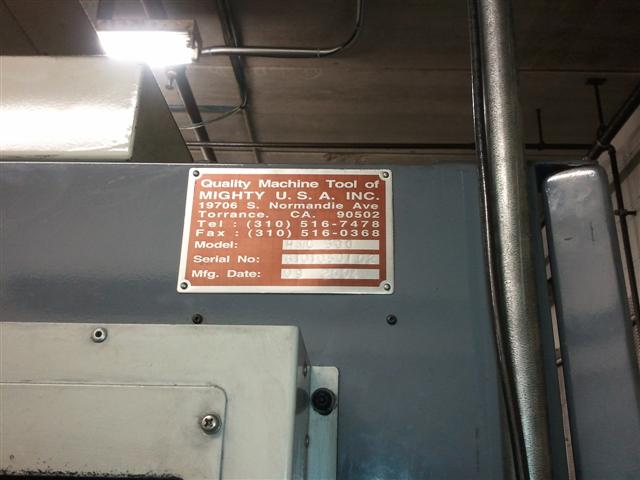 Quality Machine Tool of
MIGHTY U. S. A. INC.
19706 S. Normandie Ave
Torrance. CA. 90502
Tel : (310) 516-7478
Fax : (310) 516-0368
Model:
Serial No:
Mfg. Date: